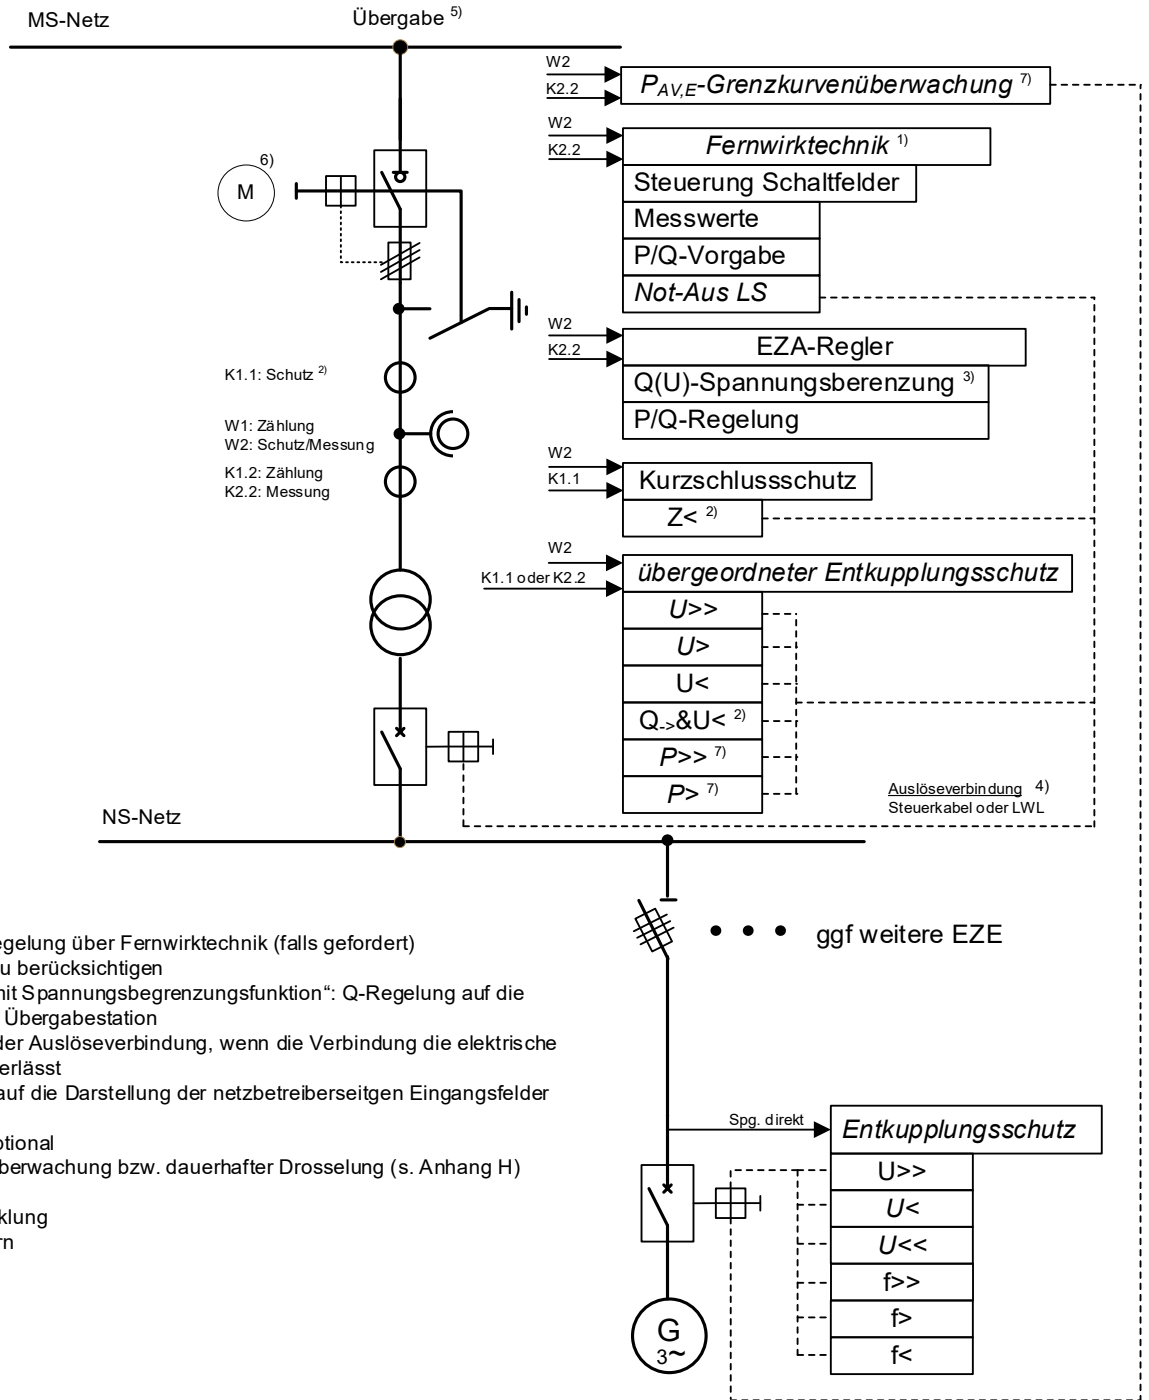 MS-Netz
Übergabe 5)
W2
K2.2
P_AV,E-Grenzkurvenüberwachung 7)
W2
K2.2
Fernwirktechnik 1)
Steuerung Schaltfelder
Messwerte
P/Q-Vorgabe
Not-Aus LS
M
6)
W2
K2.2
EZA-Regler
Q(U)-Spannungsberenzung 3)
P/Q-Regelung
K1.1: Schutz 2)
W1: Zählung
W2: Schutz/Messung
K1.2: Zählung
K2.2: Messung
W2
K1.1
Kurzschlussschutz
Z< 2)
W2
K1.1 oder K2.2
übergeordneter Entkupplungsschutz
U>>
U>
U<
Q->&U< 2)
P>> 7)
P> 7)
Auslöseverbindung 4)
Steuerkabel oder LWL
NS-Netz
egelung über Fernwirktechnik (falls gefordert)
u berücksichtigen
nit Spannungsbegrenzungsfunktion“: Q-Regelung auf die
Übergabestation
der Auslöseverbindung, wenn die Verbindung die elektrische
erlässt
auf die Darstellung der netzbetreiberseitgen Eingangsfelder
otional
berwachung bzw. dauerhafter Drosselung (s. Anhang H)
klung
rn
ggf weitere EZE
Spg. direkt
Entkupplungsschutz
U>>
U<
U<<
f>>
f>
f<
G
3~